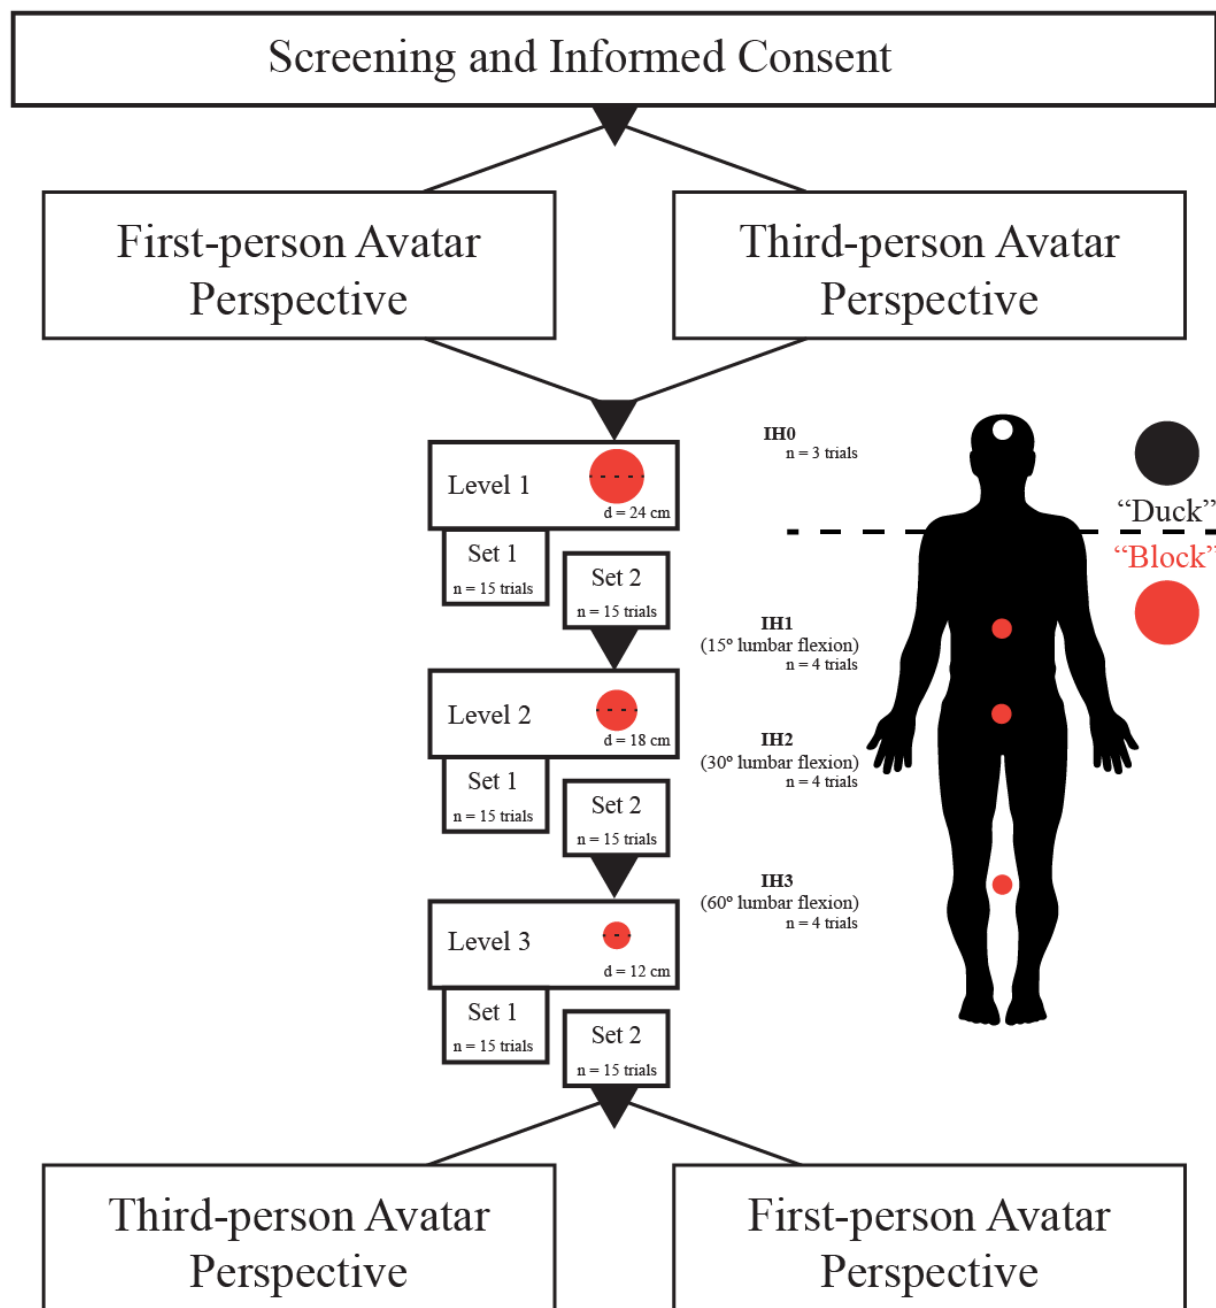 Screening and Informed Consent
First-person Avatar
Perspective
Third-person Avatar
Perspective
Level 1
d = 24 cm
Set 1
n = 15 trials
Set 2
n = 15 trials
Level 2
d = 18 cm
Set 1
n = 15 trials
Set 2
n = 15 trials
Level 3
d = 12 cm
Set 1
n = 15 trials
Set 2
n = 15 trials
IH0
n = 3 trials
“Duck”
“Block”
IH1
(15º lumbar flexion)
n = 4 trials
IH2
(30º lumbar flexion)
n = 4 trials
IH3
(60º lumbar flexion)
n = 4 trials
Third-person Avatar
Perspective
First-person Avatar
Perspective